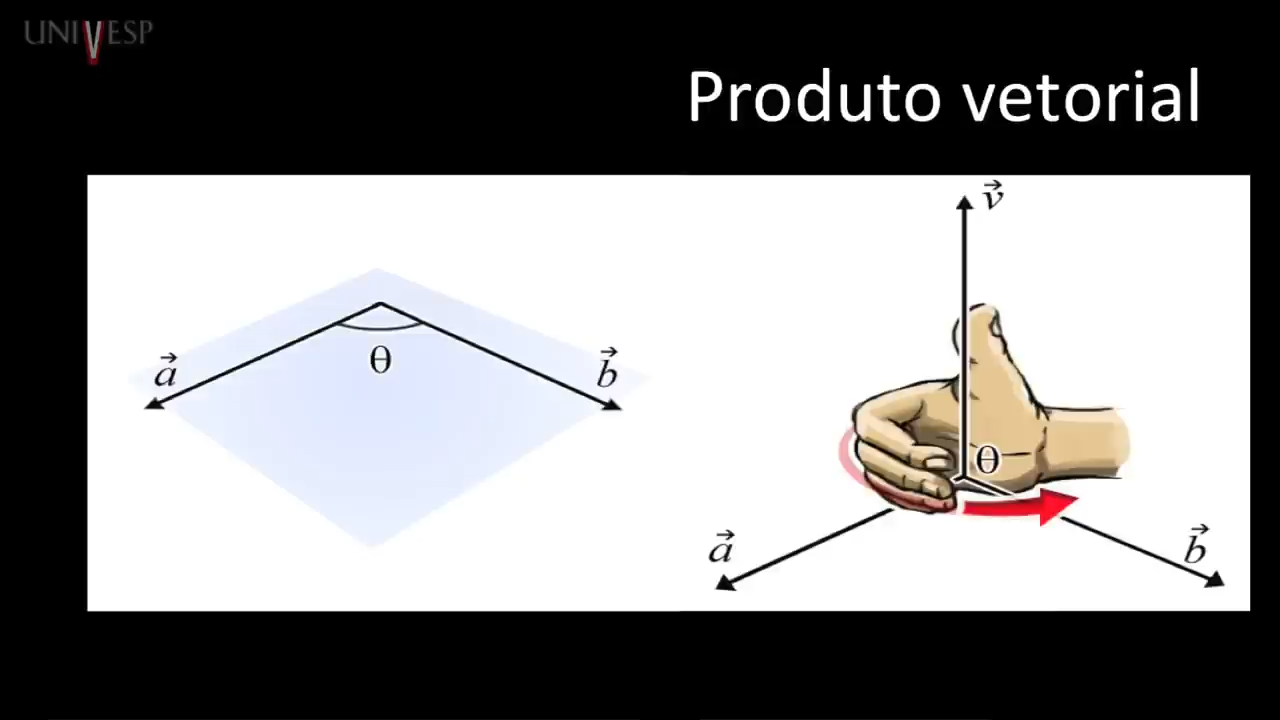 UNIVESP
Produto vetorial
a⃗
b⃗
θ
v⃗
θ
a⃗
b⃗